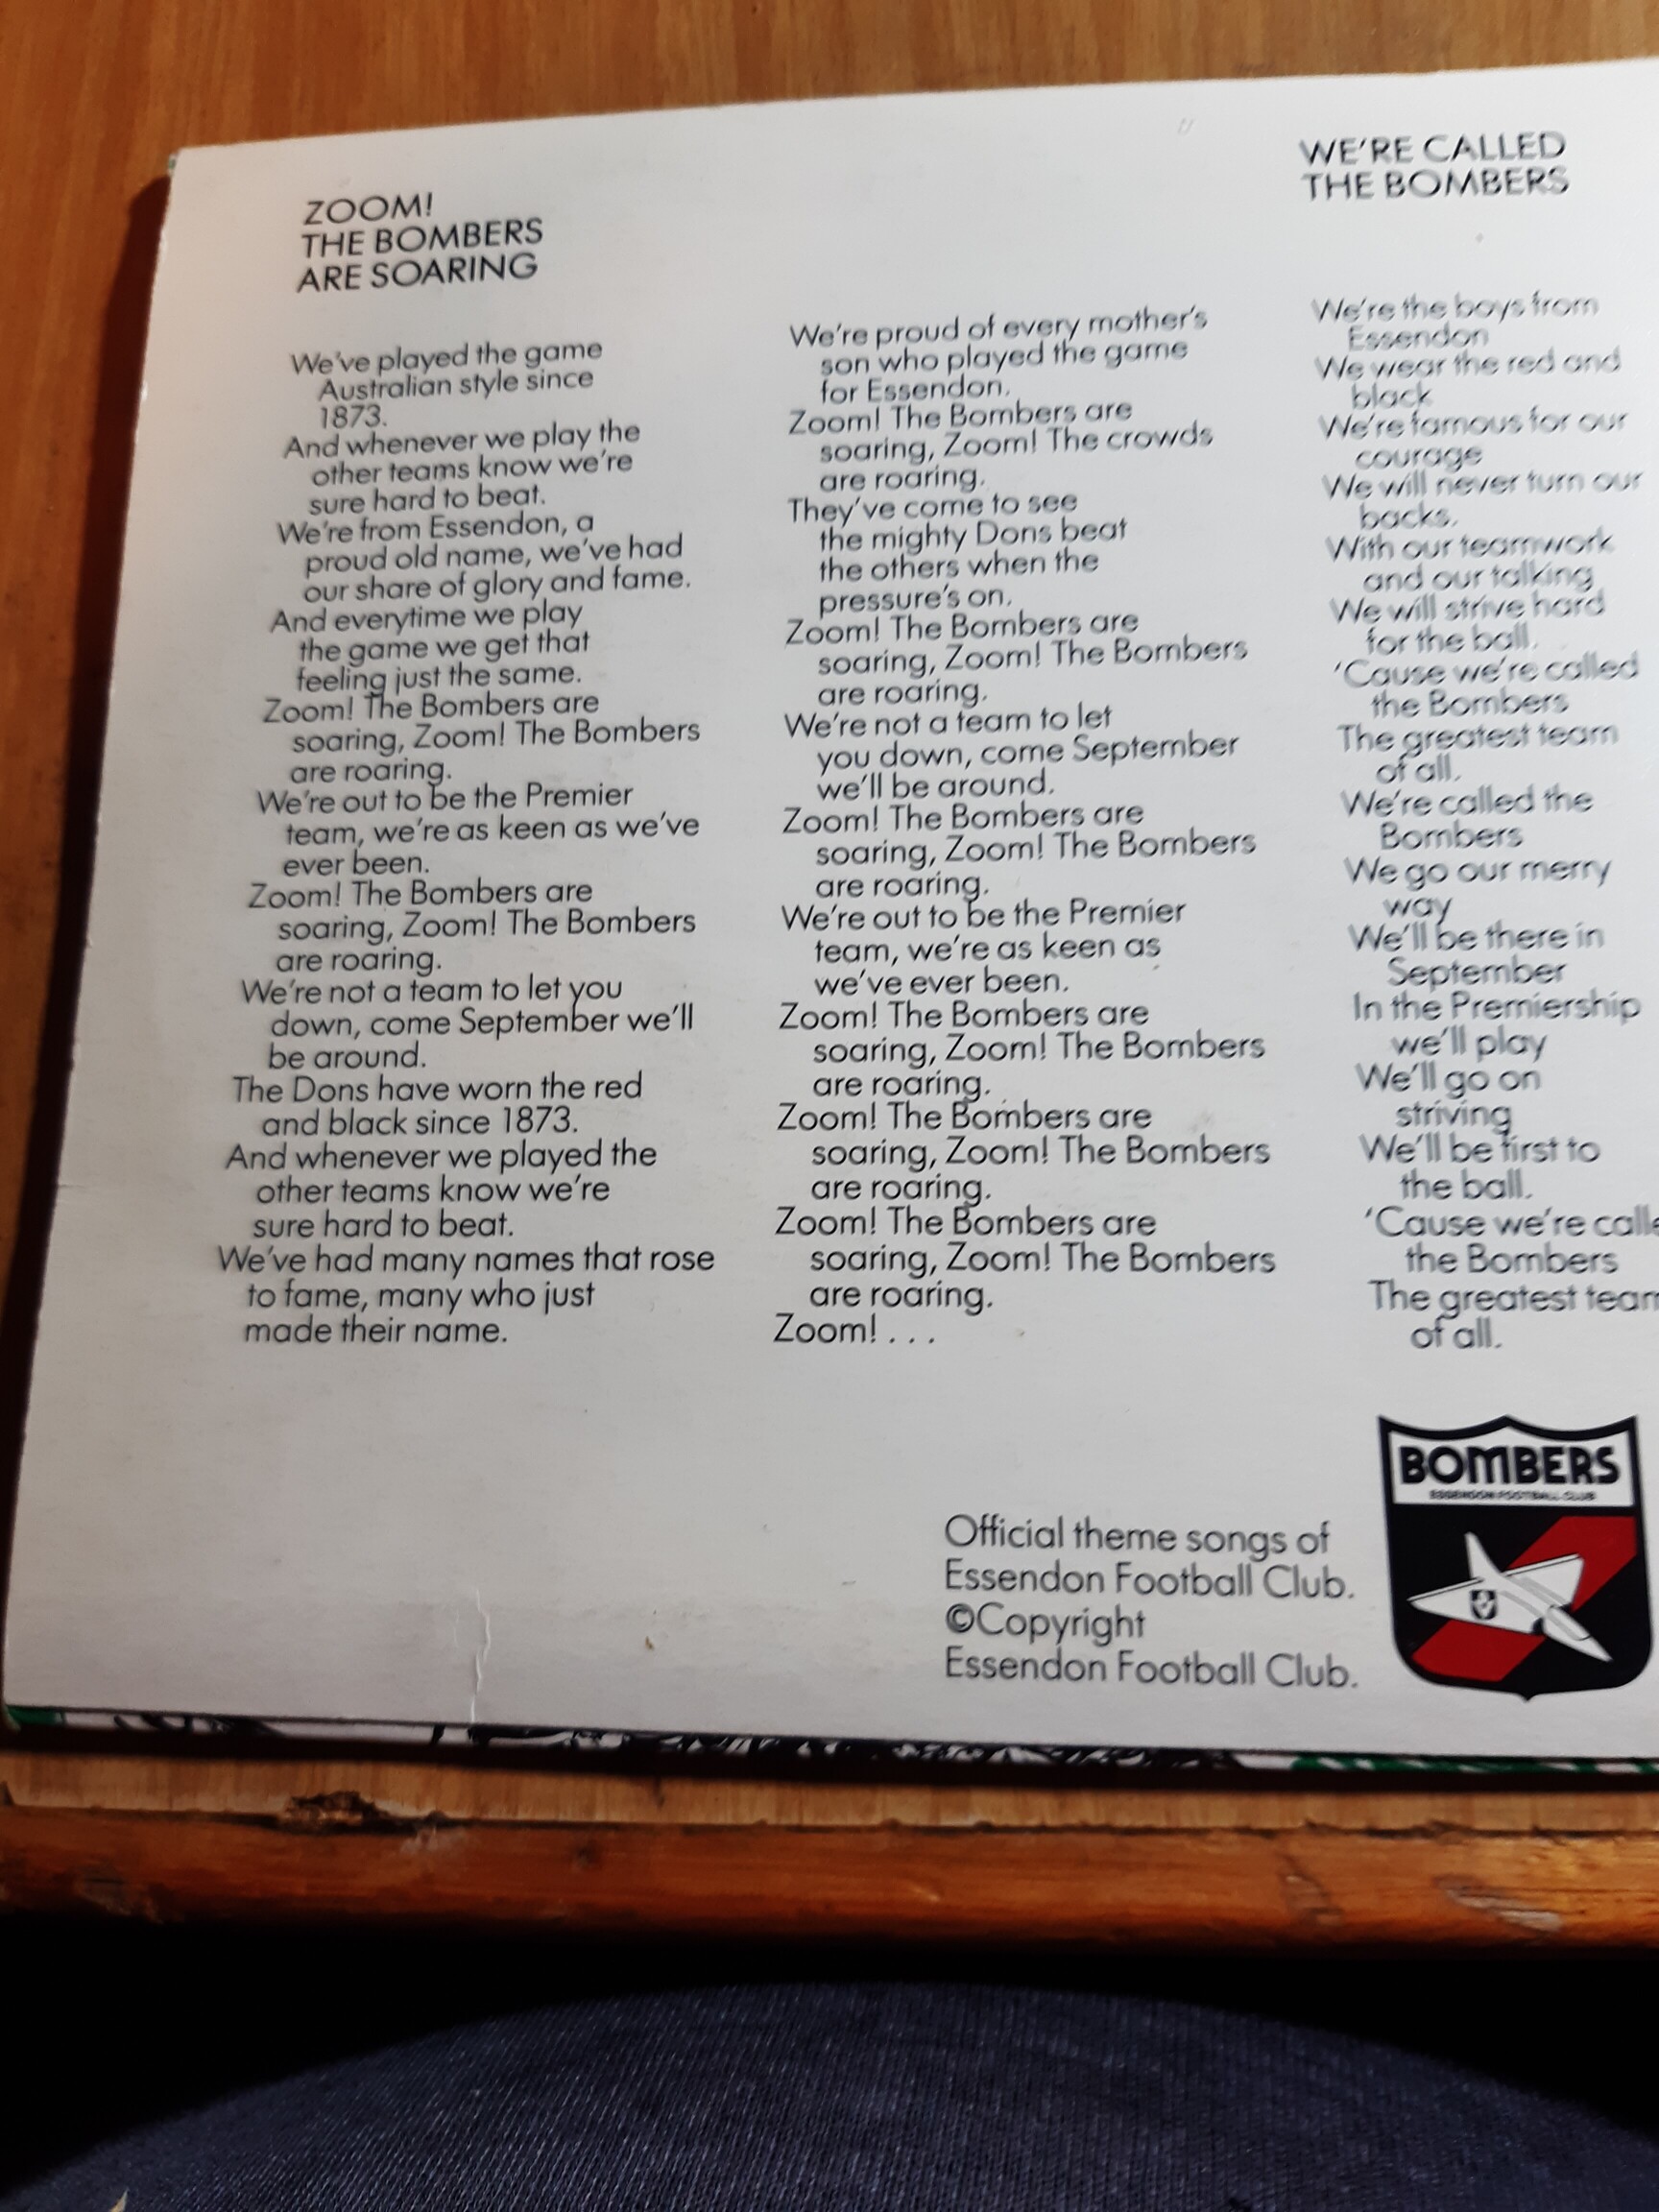 ZOOM!
THE BOMBERS
ARE SOARING
We've played the game
Australian style since
1873.
And whenever we play the
other teams know we're
sure hard to beat.
We're from Essendon, a
proud old name, we've had
our share of glory and fame.
And everytime we play
the game we get that
feeling just the same.
Zoom! The Bombers are
soaring, Zoom! The Bombers
are roaring.
We're out to be the Premier
team, we're as keen as we've
ever been.
Zoom! The Bombers are
soaring, Zoom! The Bombers
are roaring.
We're not a team to let you
down, come September we'll
be around.
The Dons have worn the red
and black since 1873.
And whenever we played the
other teams know we're
sure hard to beat.
We've had many names that rose
to fame, many who just
made their name.
We're proud of every mother's
son who played the game
for Essendon.
Zoom! The Bombers are
soaring, Zoom! The crowds
are roaring.
They've come to see
the mighty Dons beat
the others when the
pressure's on.
Zoom! The Bombers are
soaring, Zoom! The Bombers
are roaring.
We're not a team to let
you down, come September
we'll be around.
Zoom! The Bombers are
soaring, Zoom! The Bombers
are roaring.
We're out to be the Premier
team, we're as keen as
we've ever been.
Zoom! The Bombers are
soaring, Zoom! The Bombers
are roaring.
Zoom! The Bombers are
soaring, Zoom! The Bombers
are roaring.
Zoom! The Bombers are
soaring, Zoom! The Bombers
are roaring.
Zoom! . . .
WE'RE CALLED
THE BOMBERS
We're the boys from
Essendon
We wear the red and
black
We're famous for our
courage
We will never turn our
backs.
With our teamwork
and our talking
We will strive hard
for the ball.
'Cause we're called
the Bombers
The greatest team
of all.
We're called the
Bombers
We go our merry
way
We'll be there in
September
In the Premiership
we'll play
We'll go on
striving
We'll be first to
the ball.
'Cause we're calle
the Bombers
The greatest team
of all.
Official theme songs of
Essendon Football Club.
©Copyright
Essendon Football Club.
BOMBERS
ESSENDON FOOTBALL CLUB